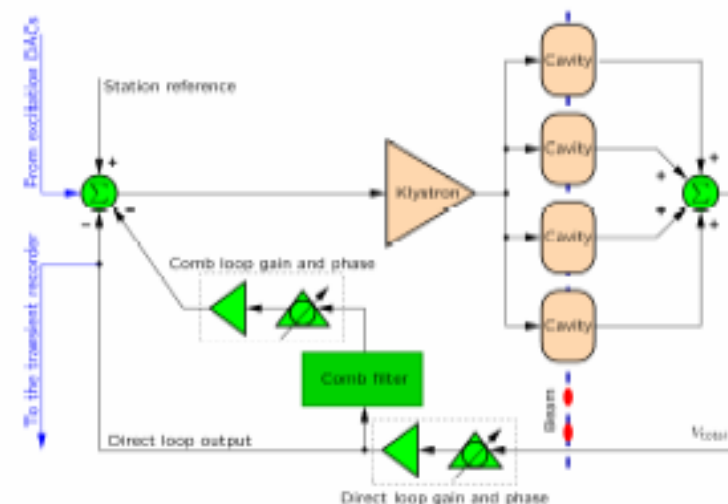 From excitation DACs
Station reference
+
Σ
-
-
Klystron
Cavity
Cavity
Cavity
Cavity
+
+
+
+
Σ
Comb loop gain and phase
To the transient recorder
Comb filter
Beam
Direct loop output
Vtotal
Direct loop gain and phase